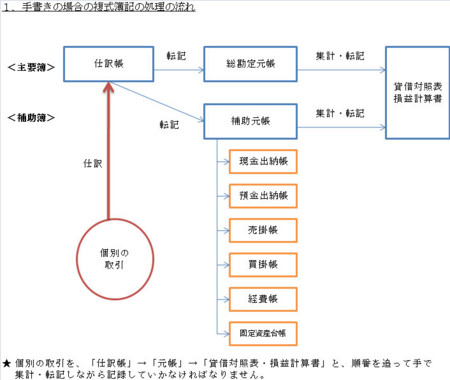 １．手書きの場合の複式簿記の処理の流れ
＜主要簿＞
仕訳帳
転記
総勘定元帳
集計・転記
貸借対照表
損益計算書
＜補助簿＞
転記
補助元帳
集計・転記
仕訳
現金出納帳
預金出納帳
売掛帳
買掛帳
経費帳
固定資産台帳
個別の
取引
★ 個別の取引を、「仕訳帳」→「元帳」→「貸借対照表・損益計算書」と、順番を追って手で
集計・転記しながら記録していかなければなりません。